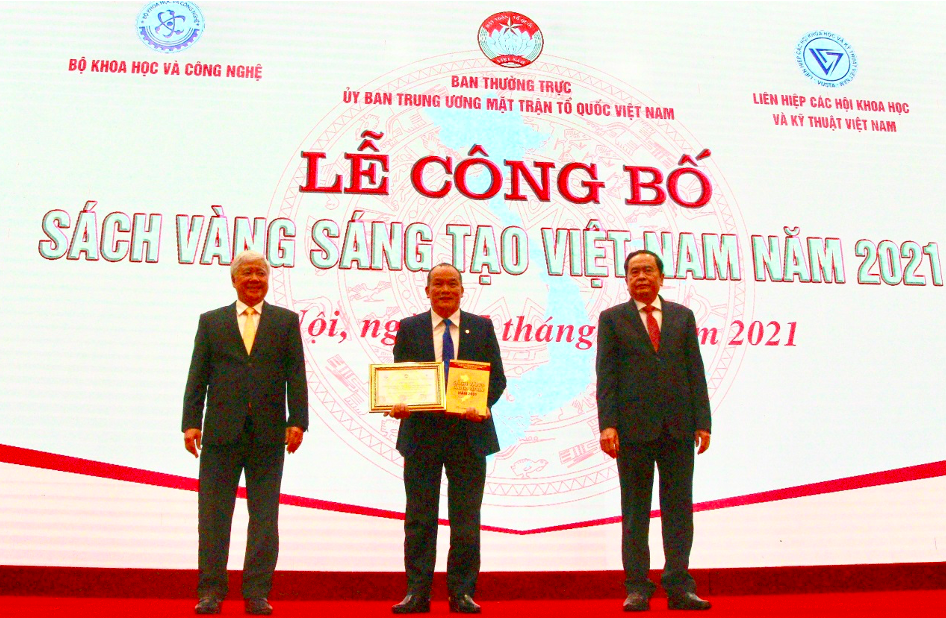 BỘ KHOA HỌC VÀ CÔNG NGHỆ
BAN THƯỜNG TRỰC
ỦY BAN TRUNG ƯƠNG MẶT TRẬN TỔ QUỐC VIỆT NAM
LIÊN HIỆP CÁC HỘI KHOA HỌC
VÀ KỸ THUẬT VIỆT NAM
LỄ CÔNG BỐ
SÁCH VÀNG SÁNG TẠO VIỆT NAM NĂM 2021
Nội, tháng 2021
SÁCH VÀNG